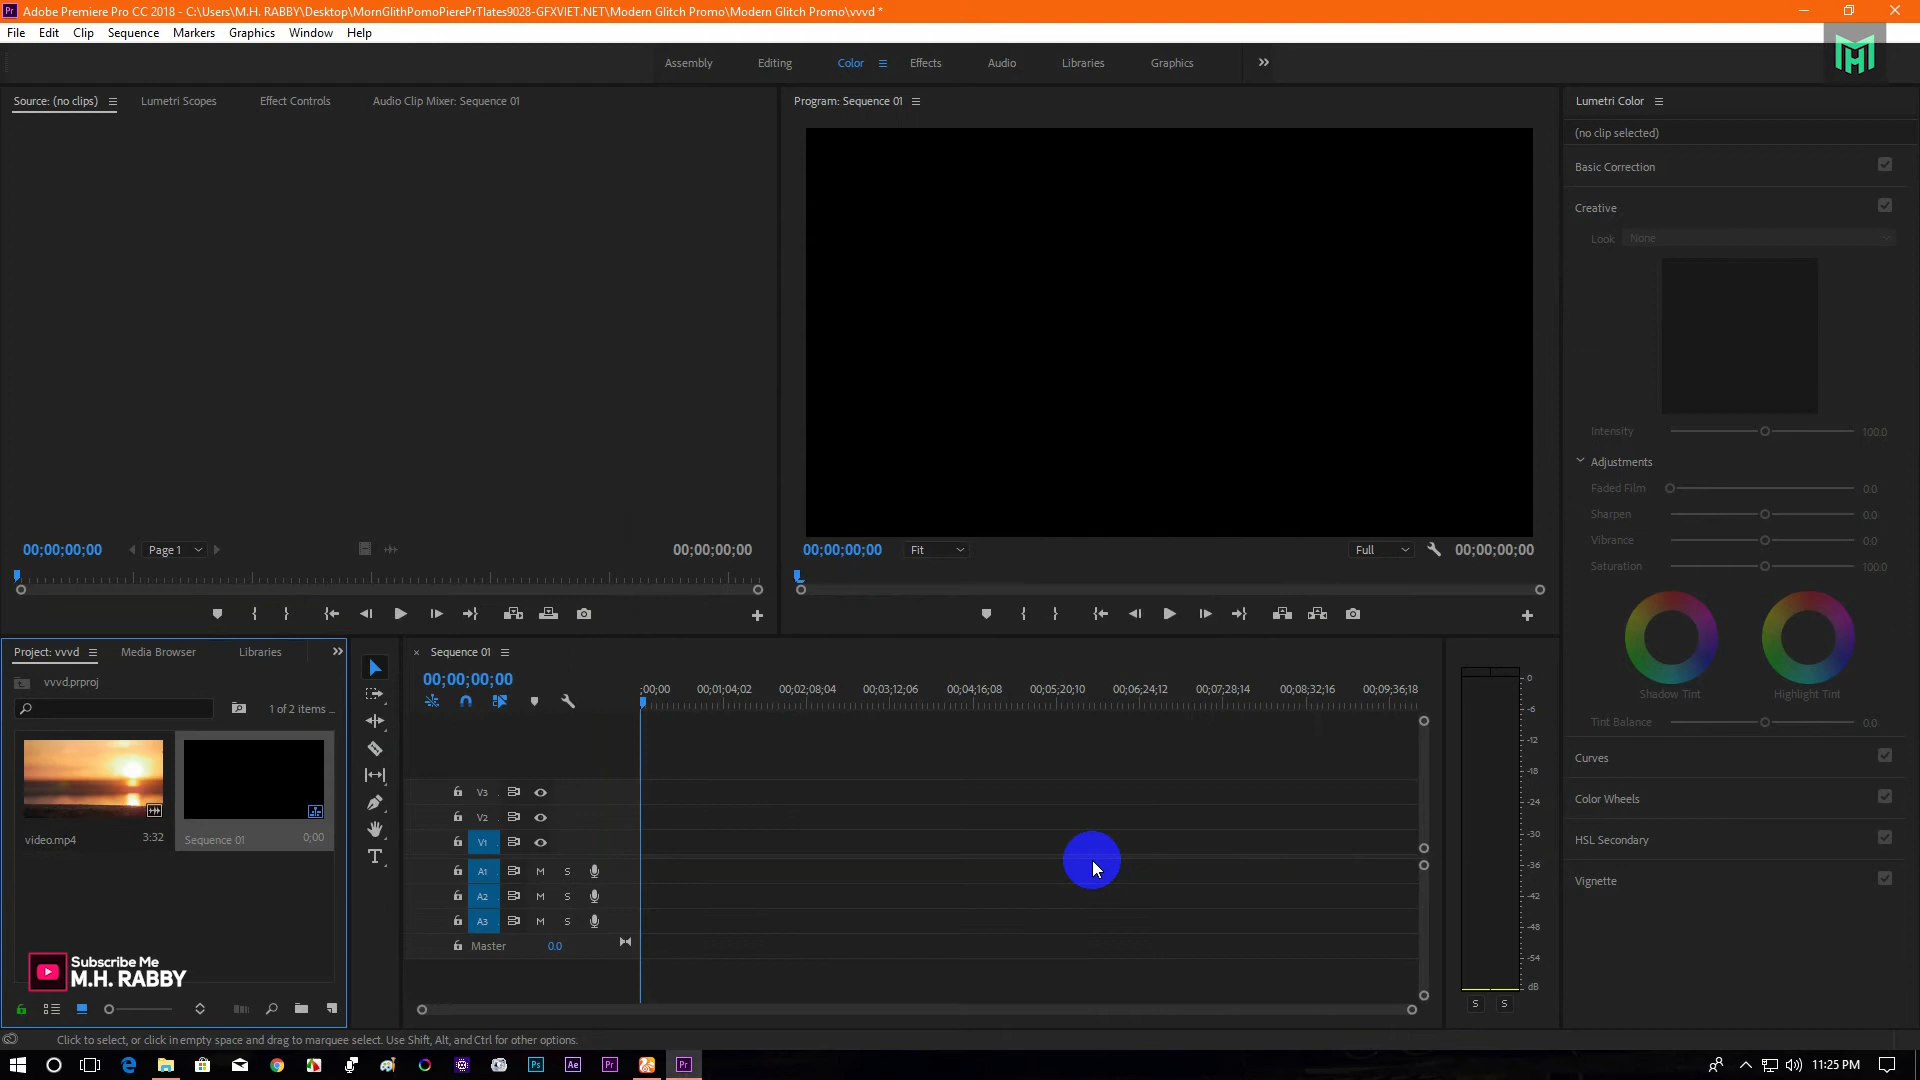 Adobe Premiere Pro CC 2018 - C:\Users\M.H. RABBY\Desktop\MornGlithPomoPierePrTlates9028-GFXVIET.NET\Modern Glitch Promo\Modern Glitch Promo\vvvd *
File Edit Clip Sequence Markers Graphics Window Help
Assembly Editing Color Effects Audio Libraries Graphics
Source: (no clips) Lumetri Scopes Effect Controls Audio Clip Mixer: Sequence 01
Program: Sequence 01
Lumetri Color
(no clip selected)
Basic Correction
Creative
Look None
Intensity 100.0
Adjustments
Faded Film 0.0
Sharpen 0.0
Vibrance 0.0
Saturation 100.0
Shadow Tint Highlight Tint
Tint Balance 0.0
Curves
Color Wheels
HSL Secondary
Vignette
00;00;00;00 Page 1 00;00;00;00
00;00;00;00 Fit Full 00;00;00;00
Project: vvvd Media Browser Libraries
vvvd.prproj
1 of 2 items ...
video.mp4 3:32
Sequence 01 0;00
Subscribe Me
M.H. RABBY
Sequence 01
00;00;00;00
;00;00 00;01;04;02 00;02;08;04 00;03;12;06 00;04;16;08 00;05;20;10 00;06;24;12 00;07;28;14 00;08;32;16 00;09;36;18
V3
V2
V1
A1 M S
A2 M S
A3 M S
Master 0.0
0
-6
-12
-18
-24
-30
-36
-42
-48
-54
dB
S S
Click to select, or click in empty space and drag to marquee select. Use Shift, Alt, and Ctrl for other options.
11:25 PM